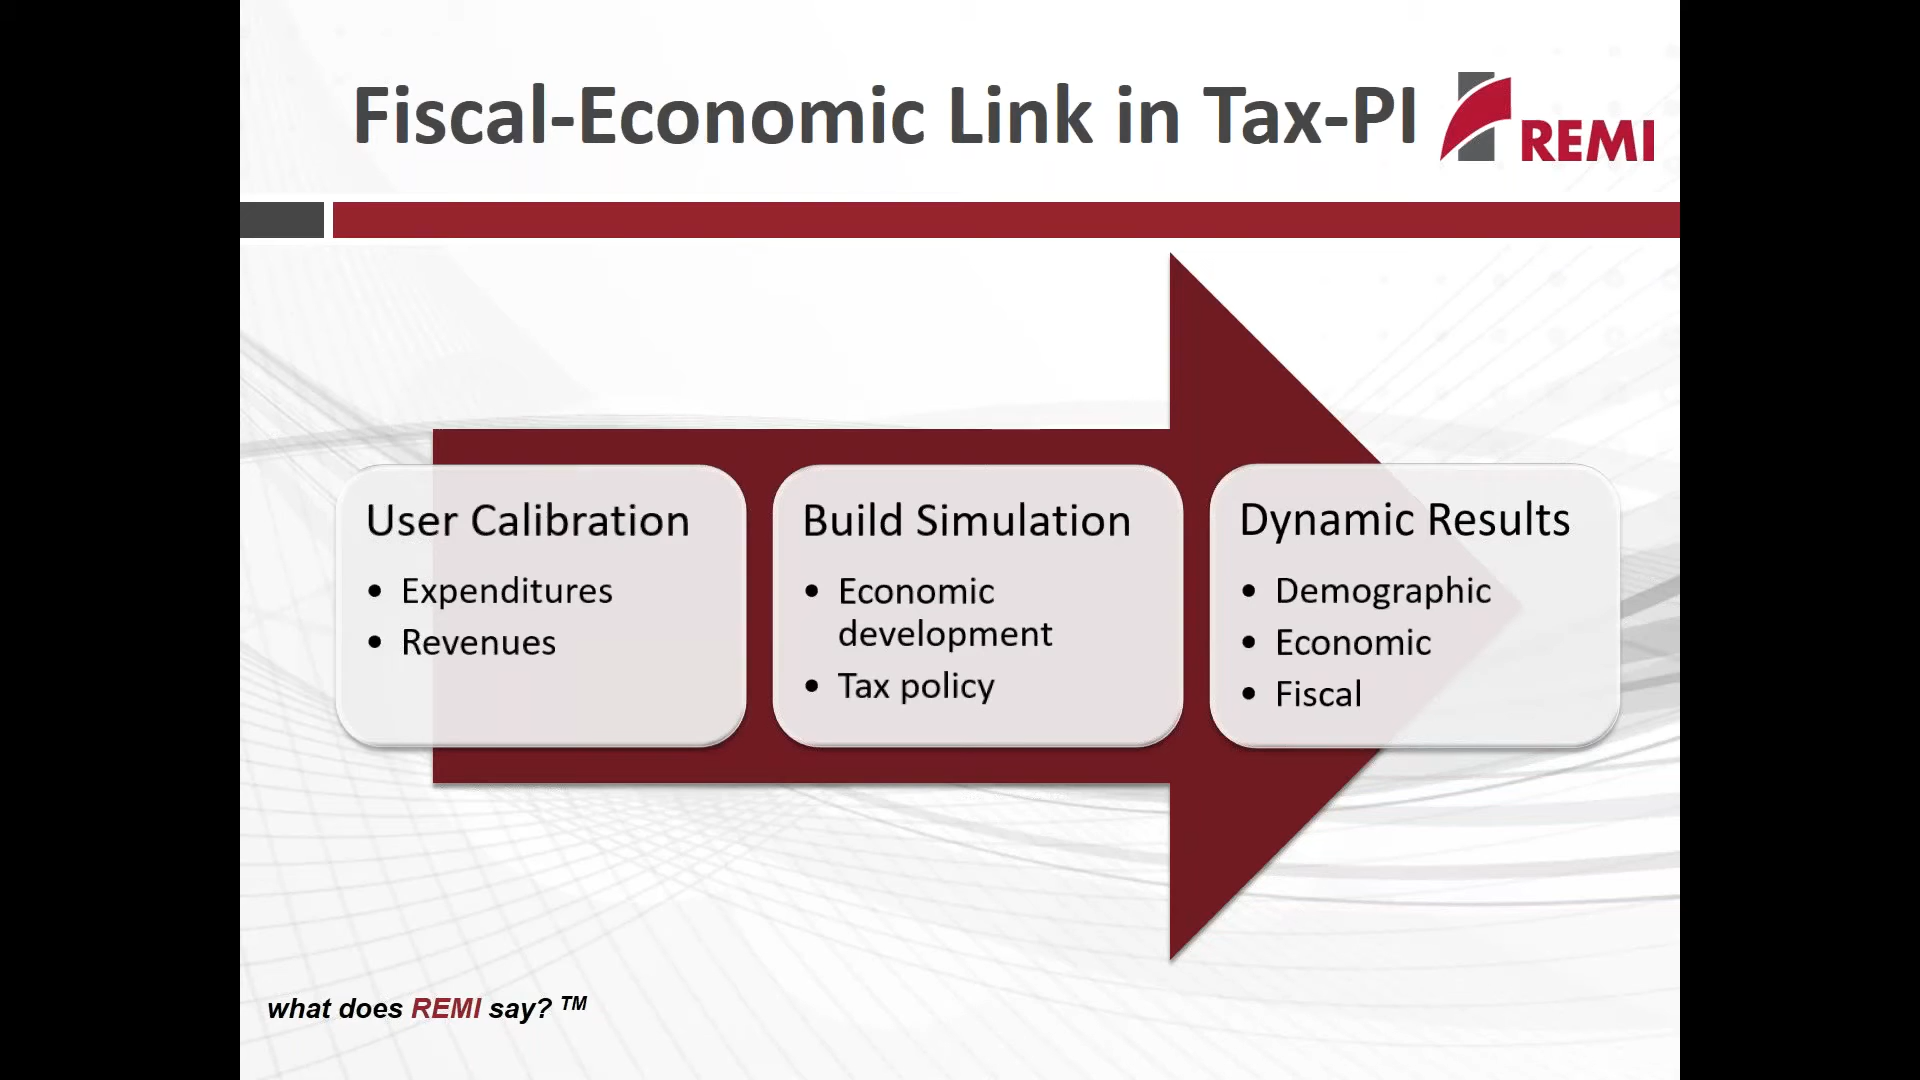 Fiscal-Economic Link in Tax-PI
REMI
User Calibration
• Expenditures
• Revenues
Build Simulation
• Economic
development
• Tax policy
Dynamic Results
• Demographic
• Economic
• Fiscal
what does REMI say? TM